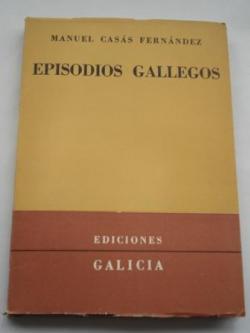 MANUEL CASÁS FERNÁNDEZ
EPISODIOS GALLEGOS
EDICIONES
GALICIA